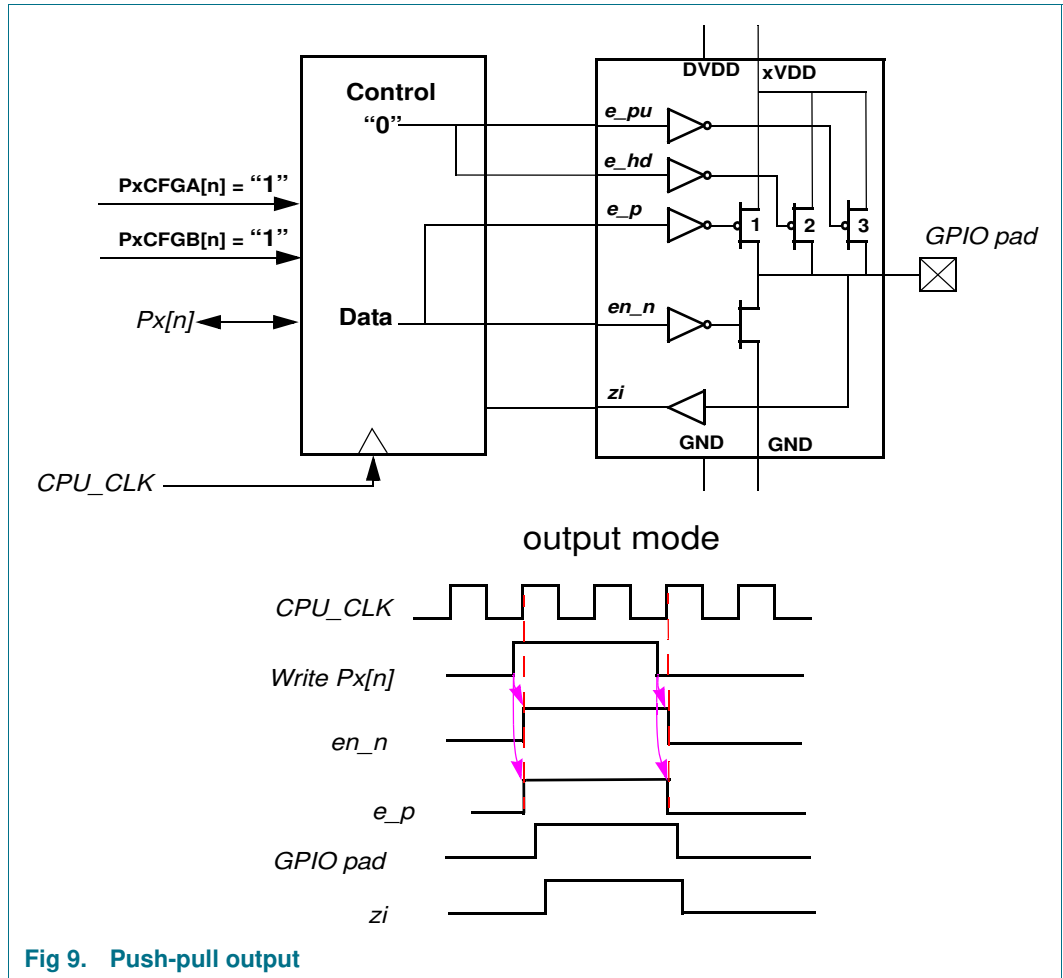 DVDD
xVDD
Control
“0”
e_pu
e_hd
PxCFGA[n] = “1”
e_p
1
2
3
GPIO pad
PxCFGB[n] = “1”
Px[n]
Data
en_n
zi
GND
GND
CPU_CLK
output mode
CPU_CLK
Write Px[n]
en_n
e_p
GPIO pad
zi
Fig 9. Push-pull output